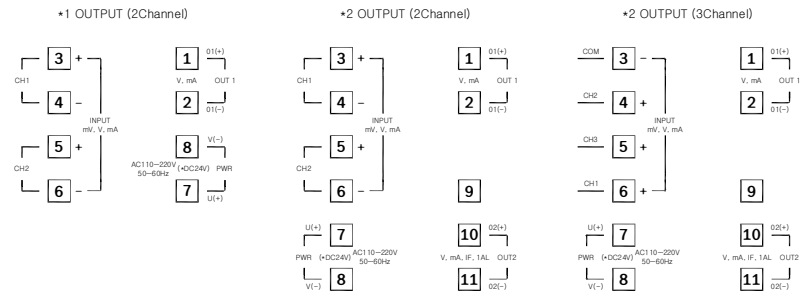 *1 OUTPUT (2Channel)
3 +
CH1
4 −
INPUT
mV, V, mA
5 +
CH2
6 −
1 01(+)
V, mA OUT 1
2 01(-)
8 V(-)
AC110-220V
50-60Hz
(*DC24V) PWR
7 U(+)
*2 OUTPUT (2Channel)
3 +
CH1
4 −
INPUT
mV, V, mA
5 +
CH2
6 −
1 01(+)
V, mA OUT 1
2 01(-)
9
U(+) 7
PWR (*DC24V) AC110-220V
50-60Hz
V(-) 8
10 02(+)
V, mA, IF, 1AL OUT2
11 02(-)
*2 OUTPUT (3Channel)
COM 3 −
CH2 4 +
INPUT
mV, V, mA
CH3 5 +
CH1 6 +
1 01(+)
V, mA OUT 1
2 01(-)
9
U(+) 7
PWR (*DC24V) AC110-220V
50-60Hz
V(-) 8
10 02(+)
V, mA, IF, 1AL OUT2
11 02(-)